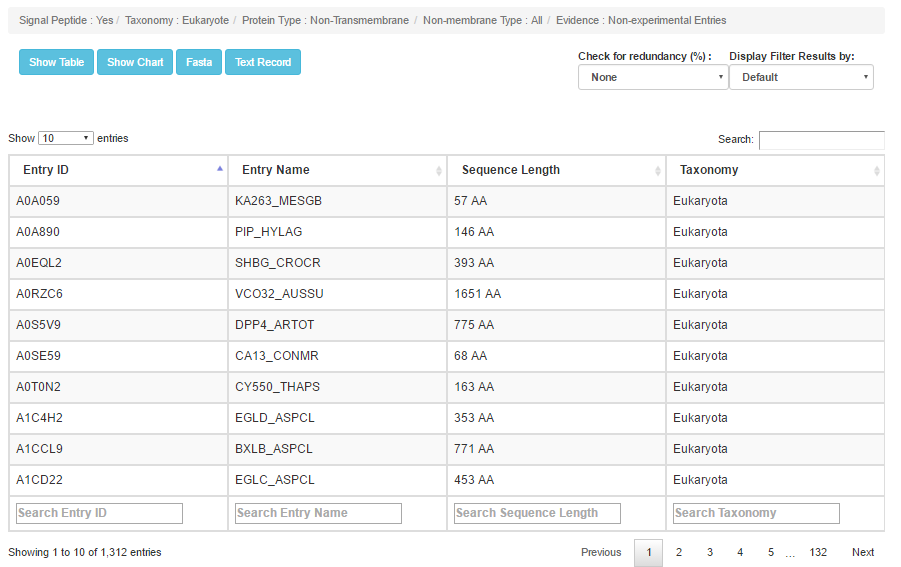 Signal Peptide : Yes / Taxonomy : Eukaryote / Protein Type : Non-Transmembrane / Non-membrane Type : All / Evidence : Non-experimental Entries
Show Table Show Chart Fasta Text Record
Check for redundancy (%) : Display Filter Results by:
None Default
Show 10 entries Search:
Entry ID Entry Name Sequence Length Taxonomy
A0A059 KA263_MESGB 57 AA Eukaryota
A0A890 PIP_HYLAG 146 AA Eukaryota
A0EQL2 SHBG_CROCR 393 AA Eukaryota
A0RZC6 VCO32_AUSSU 1651 AA Eukaryota
A0S5V9 DPP4_ARTOT 775 AA Eukaryota
A0SE59 CA13_CONMR 68 AA Eukaryota
A0T0N2 CY550_THAPS 163 AA Eukaryota
A1C4H2 EGLD_ASPCL 353 AA Eukaryota
A1CCL9 BXLB_ASPCL 771 AA Eukaryota
A1CD22 EGLC_ASPCL 453 AA Eukaryota
Search Entry ID Search Entry Name Search Sequence Length Search Taxonomy
Showing 1 to 10 of 1,312 entries Previous 1 2 3 4 5 … 132 Next